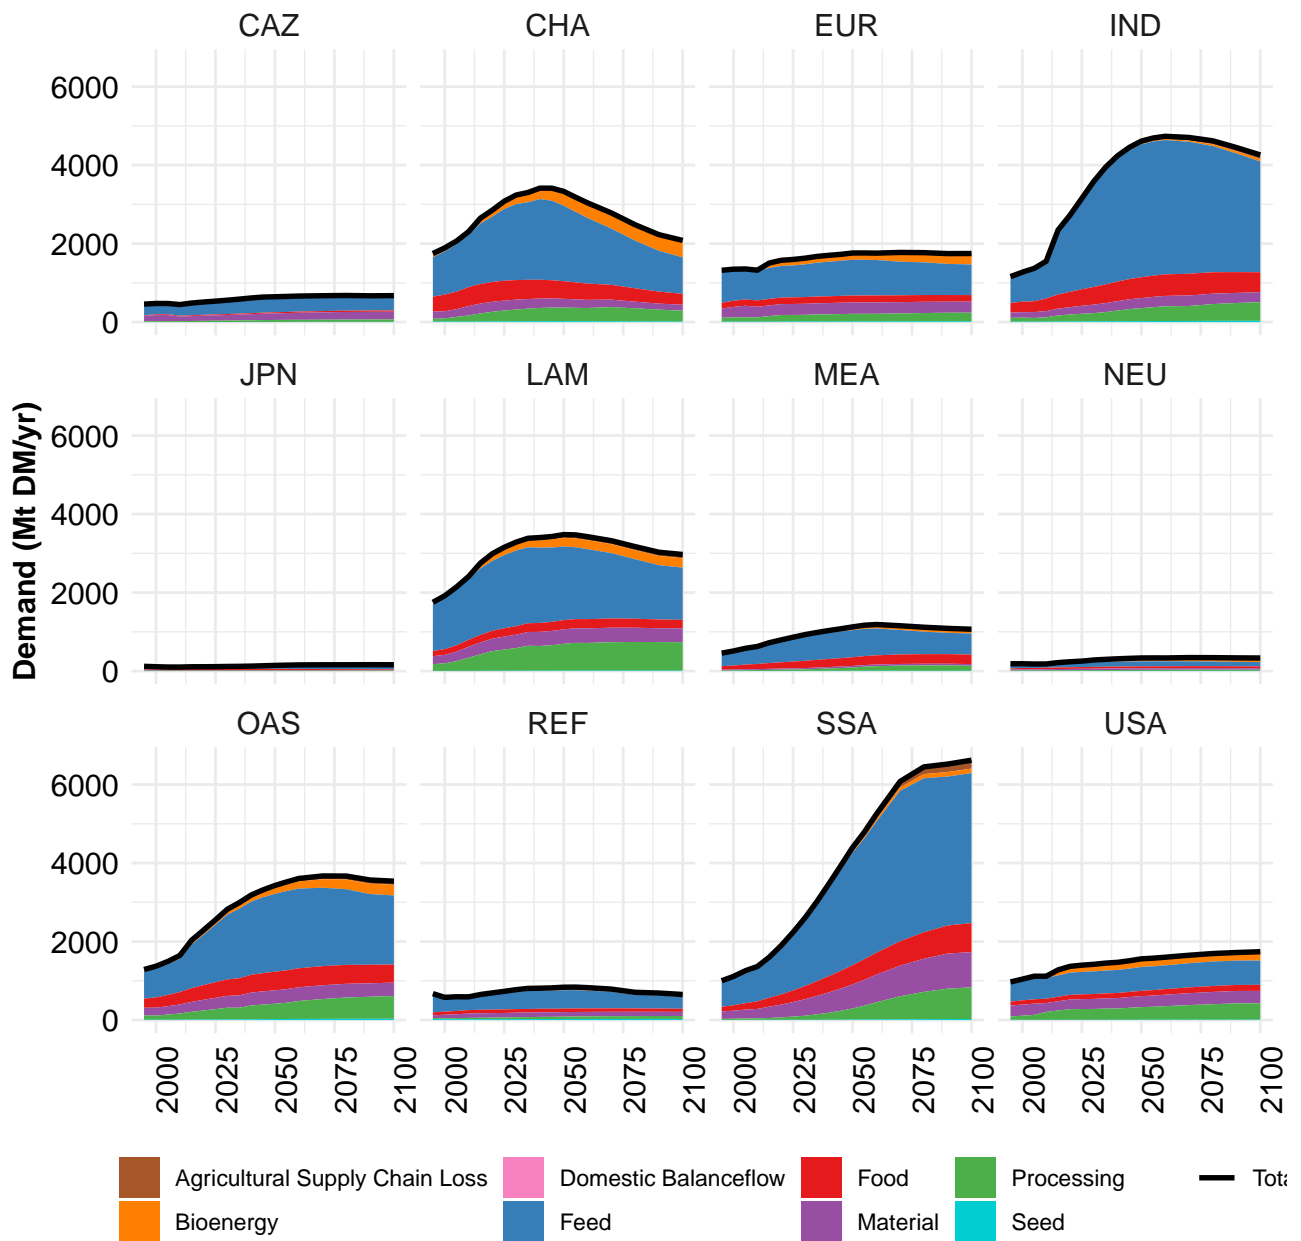 CAZ CHA EUR IND
6000
4000
2000
0
JPN LAM MEA NEU
6000
4000
2000
0
Demand (Mt DM/yr)
OAS REF SSA USA
6000
4000
2000
0
2000 2025 2050 2075 2100 2000 2025 2050 2075 2100 2000 2025 2050 2075 2100 2000 2025 2050 2075 2100
Agricultural Supply Chain Loss Domestic Balanceflow Food Processing
Bioenergy Feed Material Seed